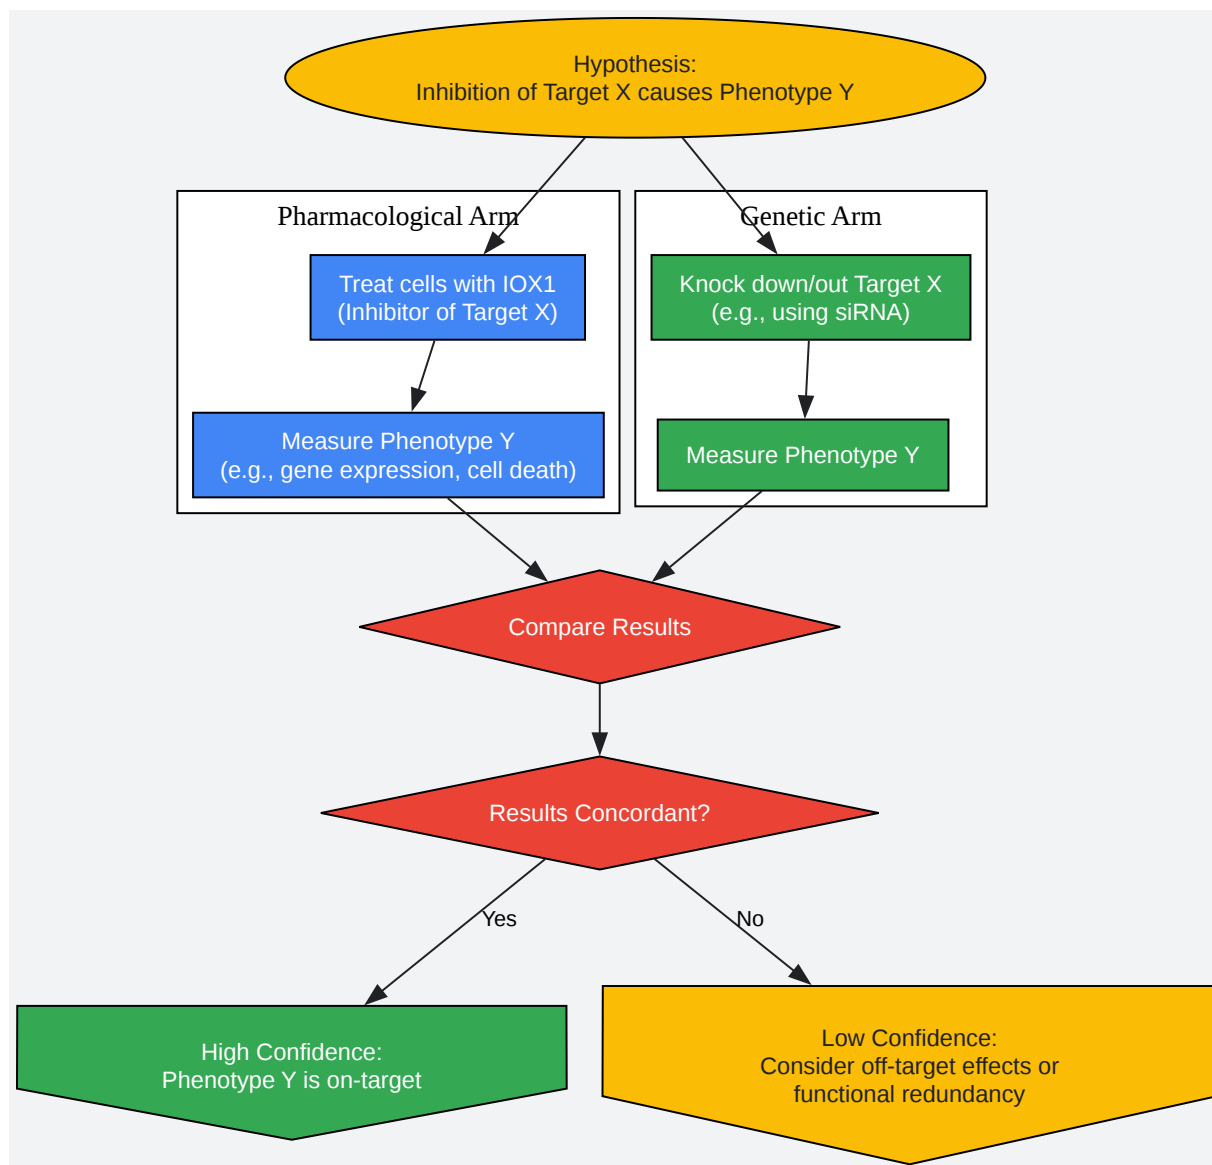 Hypothesis:
Inhibition of Target X causes Phenotype Y
Pharmacological Arm
Treat cells with IOX1
(Inhibitor of Target X)
Measure Phenotype Y
(e.g., gene expression, cell death)
Genetic Arm
Knock down/out Target X
(e.g., using siRNA)
Measure Phenotype Y
Compare Results
Results Concordant?
Yes
No
High Confidence:
Phenotype Y is on-target
Low Confidence:
Consider off-target effects or
functional redundancy